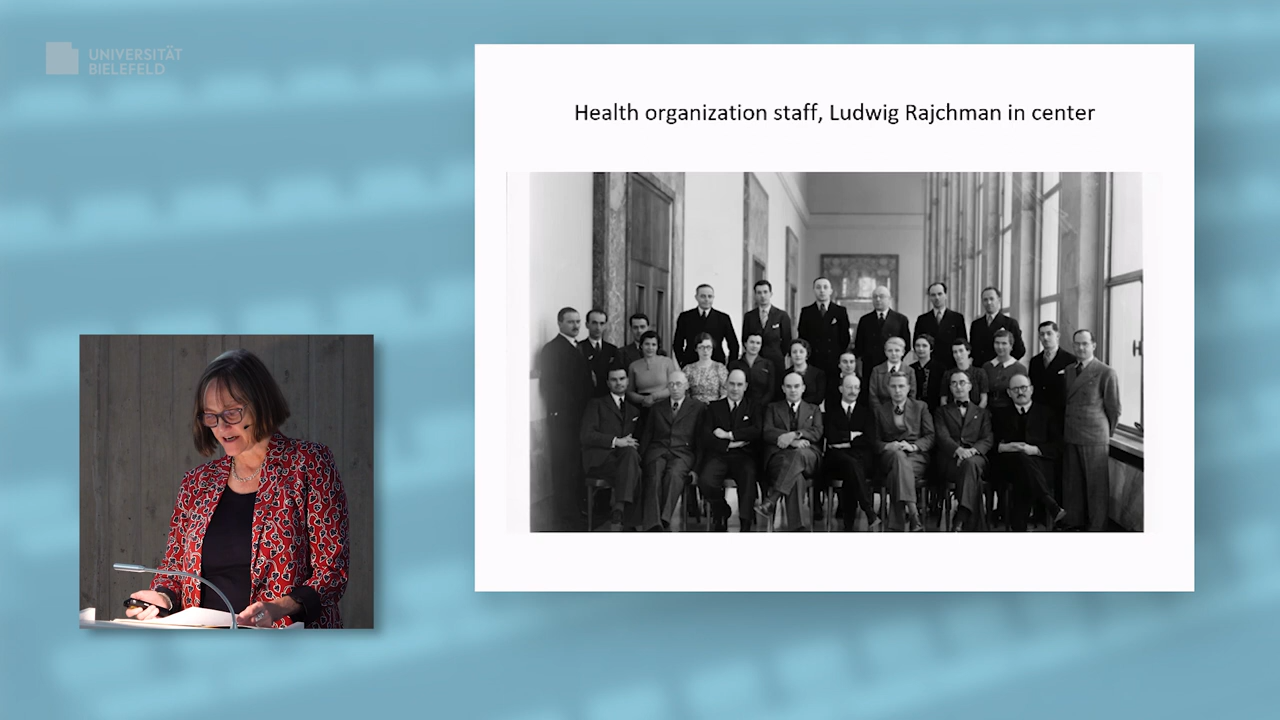 UNIVERSITÄT
BIELEFELD
Health organization staff, Ludwig Rajchman in center